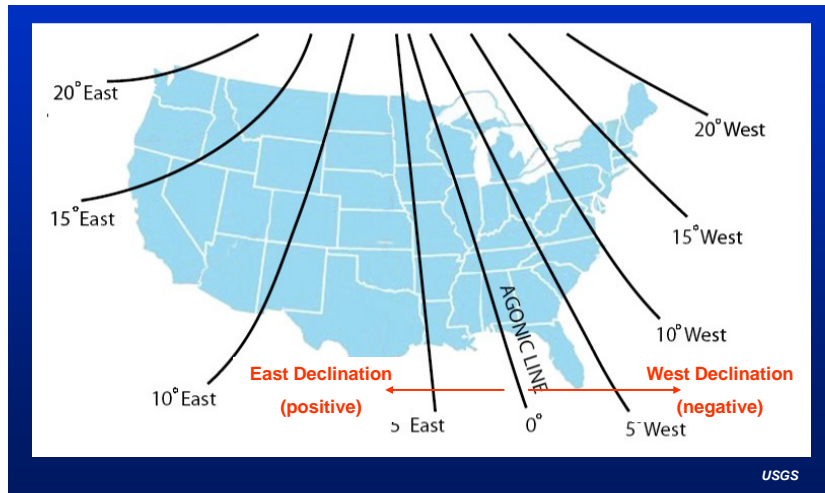 20° East
20° West
15° East
15° West
AGONIC LINE
10° West
East Declination
(positive)
West Declination
(negative)
10° East
5 East
0°
5 West
USGS